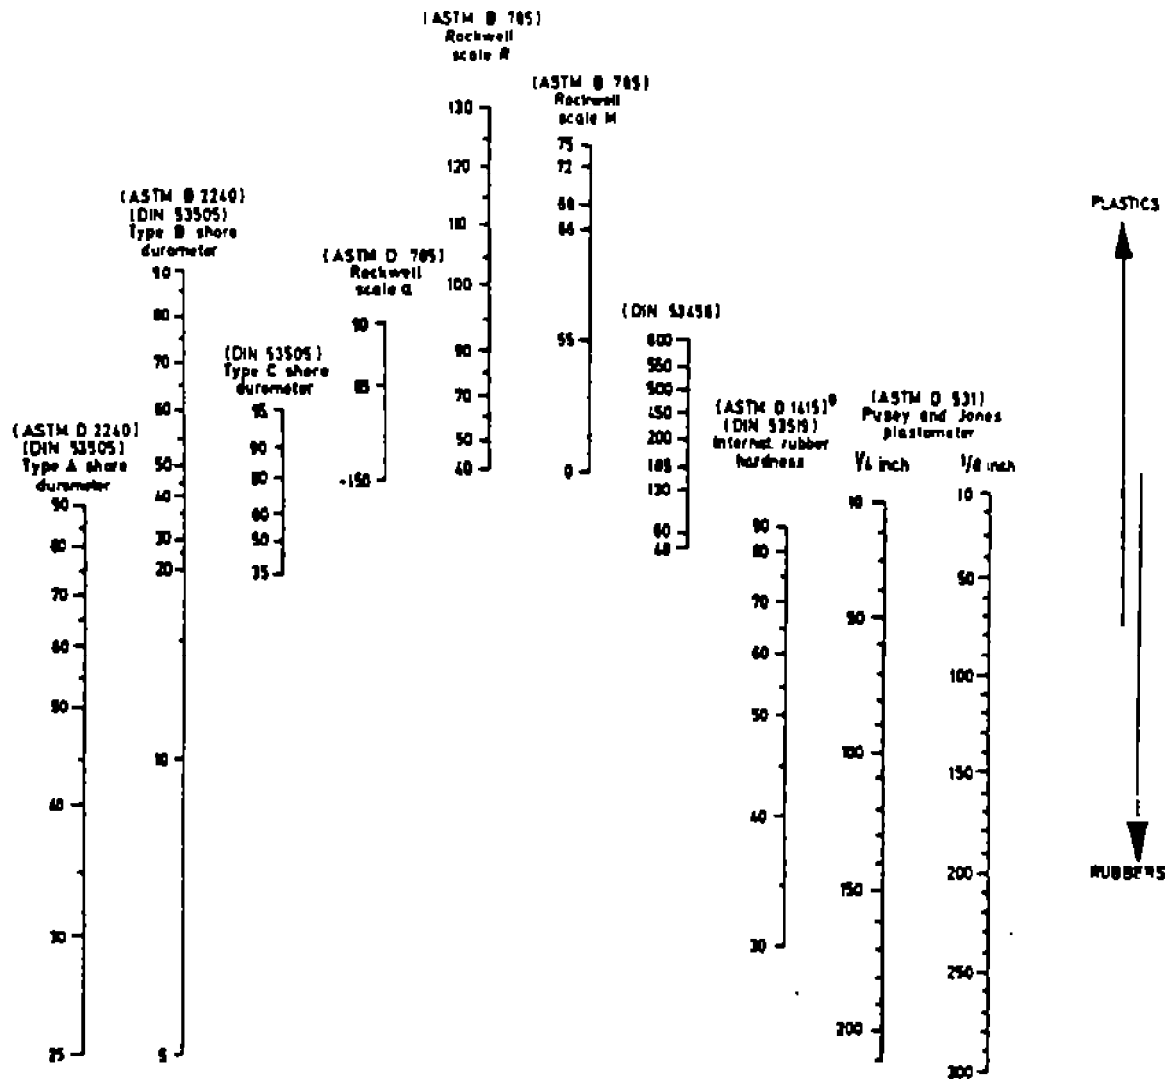 (ASTM D 785)
Rockwell
scale R
130
120
110
100
90
70
50
40
(ASTM D 785)
Rockwell
scale M
75
72
68
66
55
0
(ASTM D 2240)
(DIN 53505)
Type D shore
durometer
90
80
70
60
50
40
30
20
10
5
(ASTM D 785)
Rockwell
scale α
90
85
-150
(DIN 53505)
Type C shore
durometer
95
90
80
60
50
35
(ASTM D 2240)
(DIN 53505)
Type A shore
durometer
90
80
70
60
50
40
30
25
(DIN 53456)
600
550
500
450
200
185
130
60
(ASTM D 1415)
(DIN 53519)
Internat. rubber
hardness
90
80
70
60
50
40
30
(ASTM D 531)
Pusey and Jones
plastometer
1/4 inch
10
50
100
150
200
1/8 inch
10
50
100
150
200
250
300
PLASTICS
RUBBERS